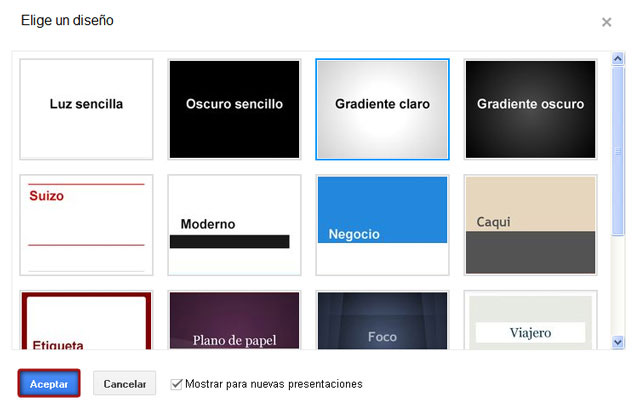 Elige un diseño
Luz sencilla
Oscuro sencillo
Gradiente claro
Gradiente oscuro
Suizo
Moderno
Negocio
Caqui
Etiqueta
Plano de papel
Foco
Viajero
Aceptar
Cancelar
Mostrar para nuevas presentaciones